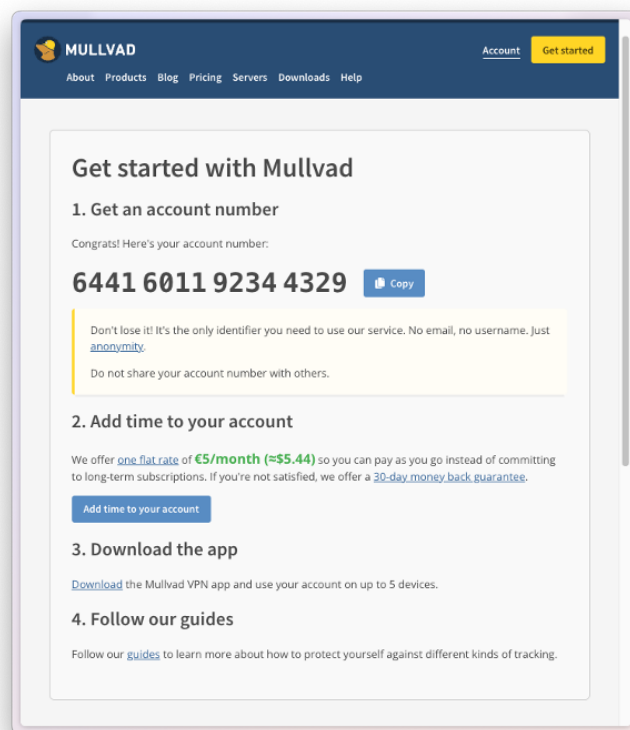 MULLVAD
Account
Get started
About Products Blog Pricing Servers Downloads Help
Get started with Mullvad
1. Get an account number
Congrats! Here's your account number:
6441 6011 9234 4329
Copy
Don't lose it! It's the only identifier you need to use our service. No email, no username. Just
anonymity.
Do not share your account number with others.
2. Add time to your account
We offer one flat rate of €5/month (≈$5.44) so you can pay as you go instead of committing
to long-term subscriptions. If you're not satisfied, we offer a 30-day money back guarantee.
Add time to your account
3. Download the app
Download the Mullvad VPN app and use your account on up to 5 devices.
4. Follow our guides
Follow our guides to learn more about how to protect yourself against different kinds of tracking.